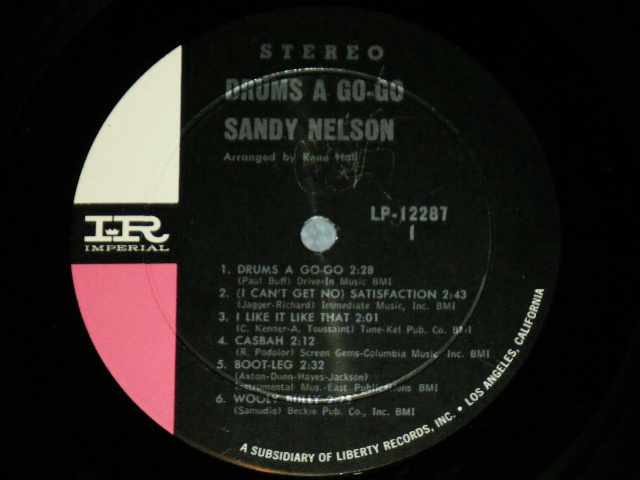 STEREO
DRUMS A GO-GO
SANDY NELSON
Arranged by Rene Hall
LP-12287
1
IR
IMPERIAL
1. DRUMS A GO-GO 2:28
(Paul Buff) Drive-In Music BMI
2. (I CAN'T GET NO) SATISFACTION 2:43
(Jagger-Richard) Immediate Music, Inc. BMI
3. I LIKE IT LIKE THAT 2:01
(C. Kenner-A. Toussaint) Tune-Kel Pub. Co. BMI
4. CASBAH 2:12
(R. Podolor) Screen Gems-Columbia Music, Inc BMI
5. BOOT-LEG 2:32
(Axton-Dunn-Hayes-Jackson)
Instrumental Mus.-East Publications BMI
6. WOOLY BULLY 2:25
(Samudio) Beckie Pub. Co., Inc. BMI
A SUBSIDIARY OF LIBERTY RECORDS, INC. • LOS ANGELES, CALIFORNIA